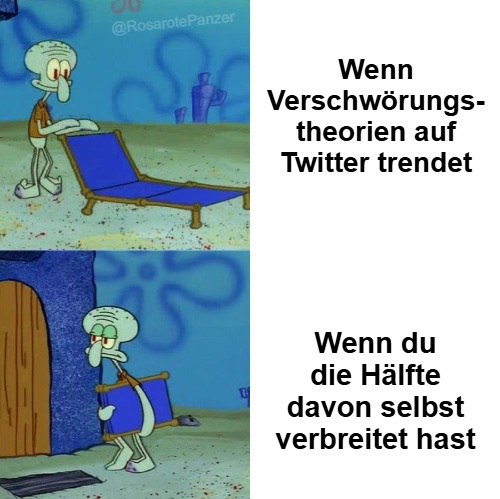 @RosarotePanzer
Wenn
Verschwörungs-
theorien auf
Twitter trendet
Wenn du
die Hälfte
davon selbst
verbreitet hast